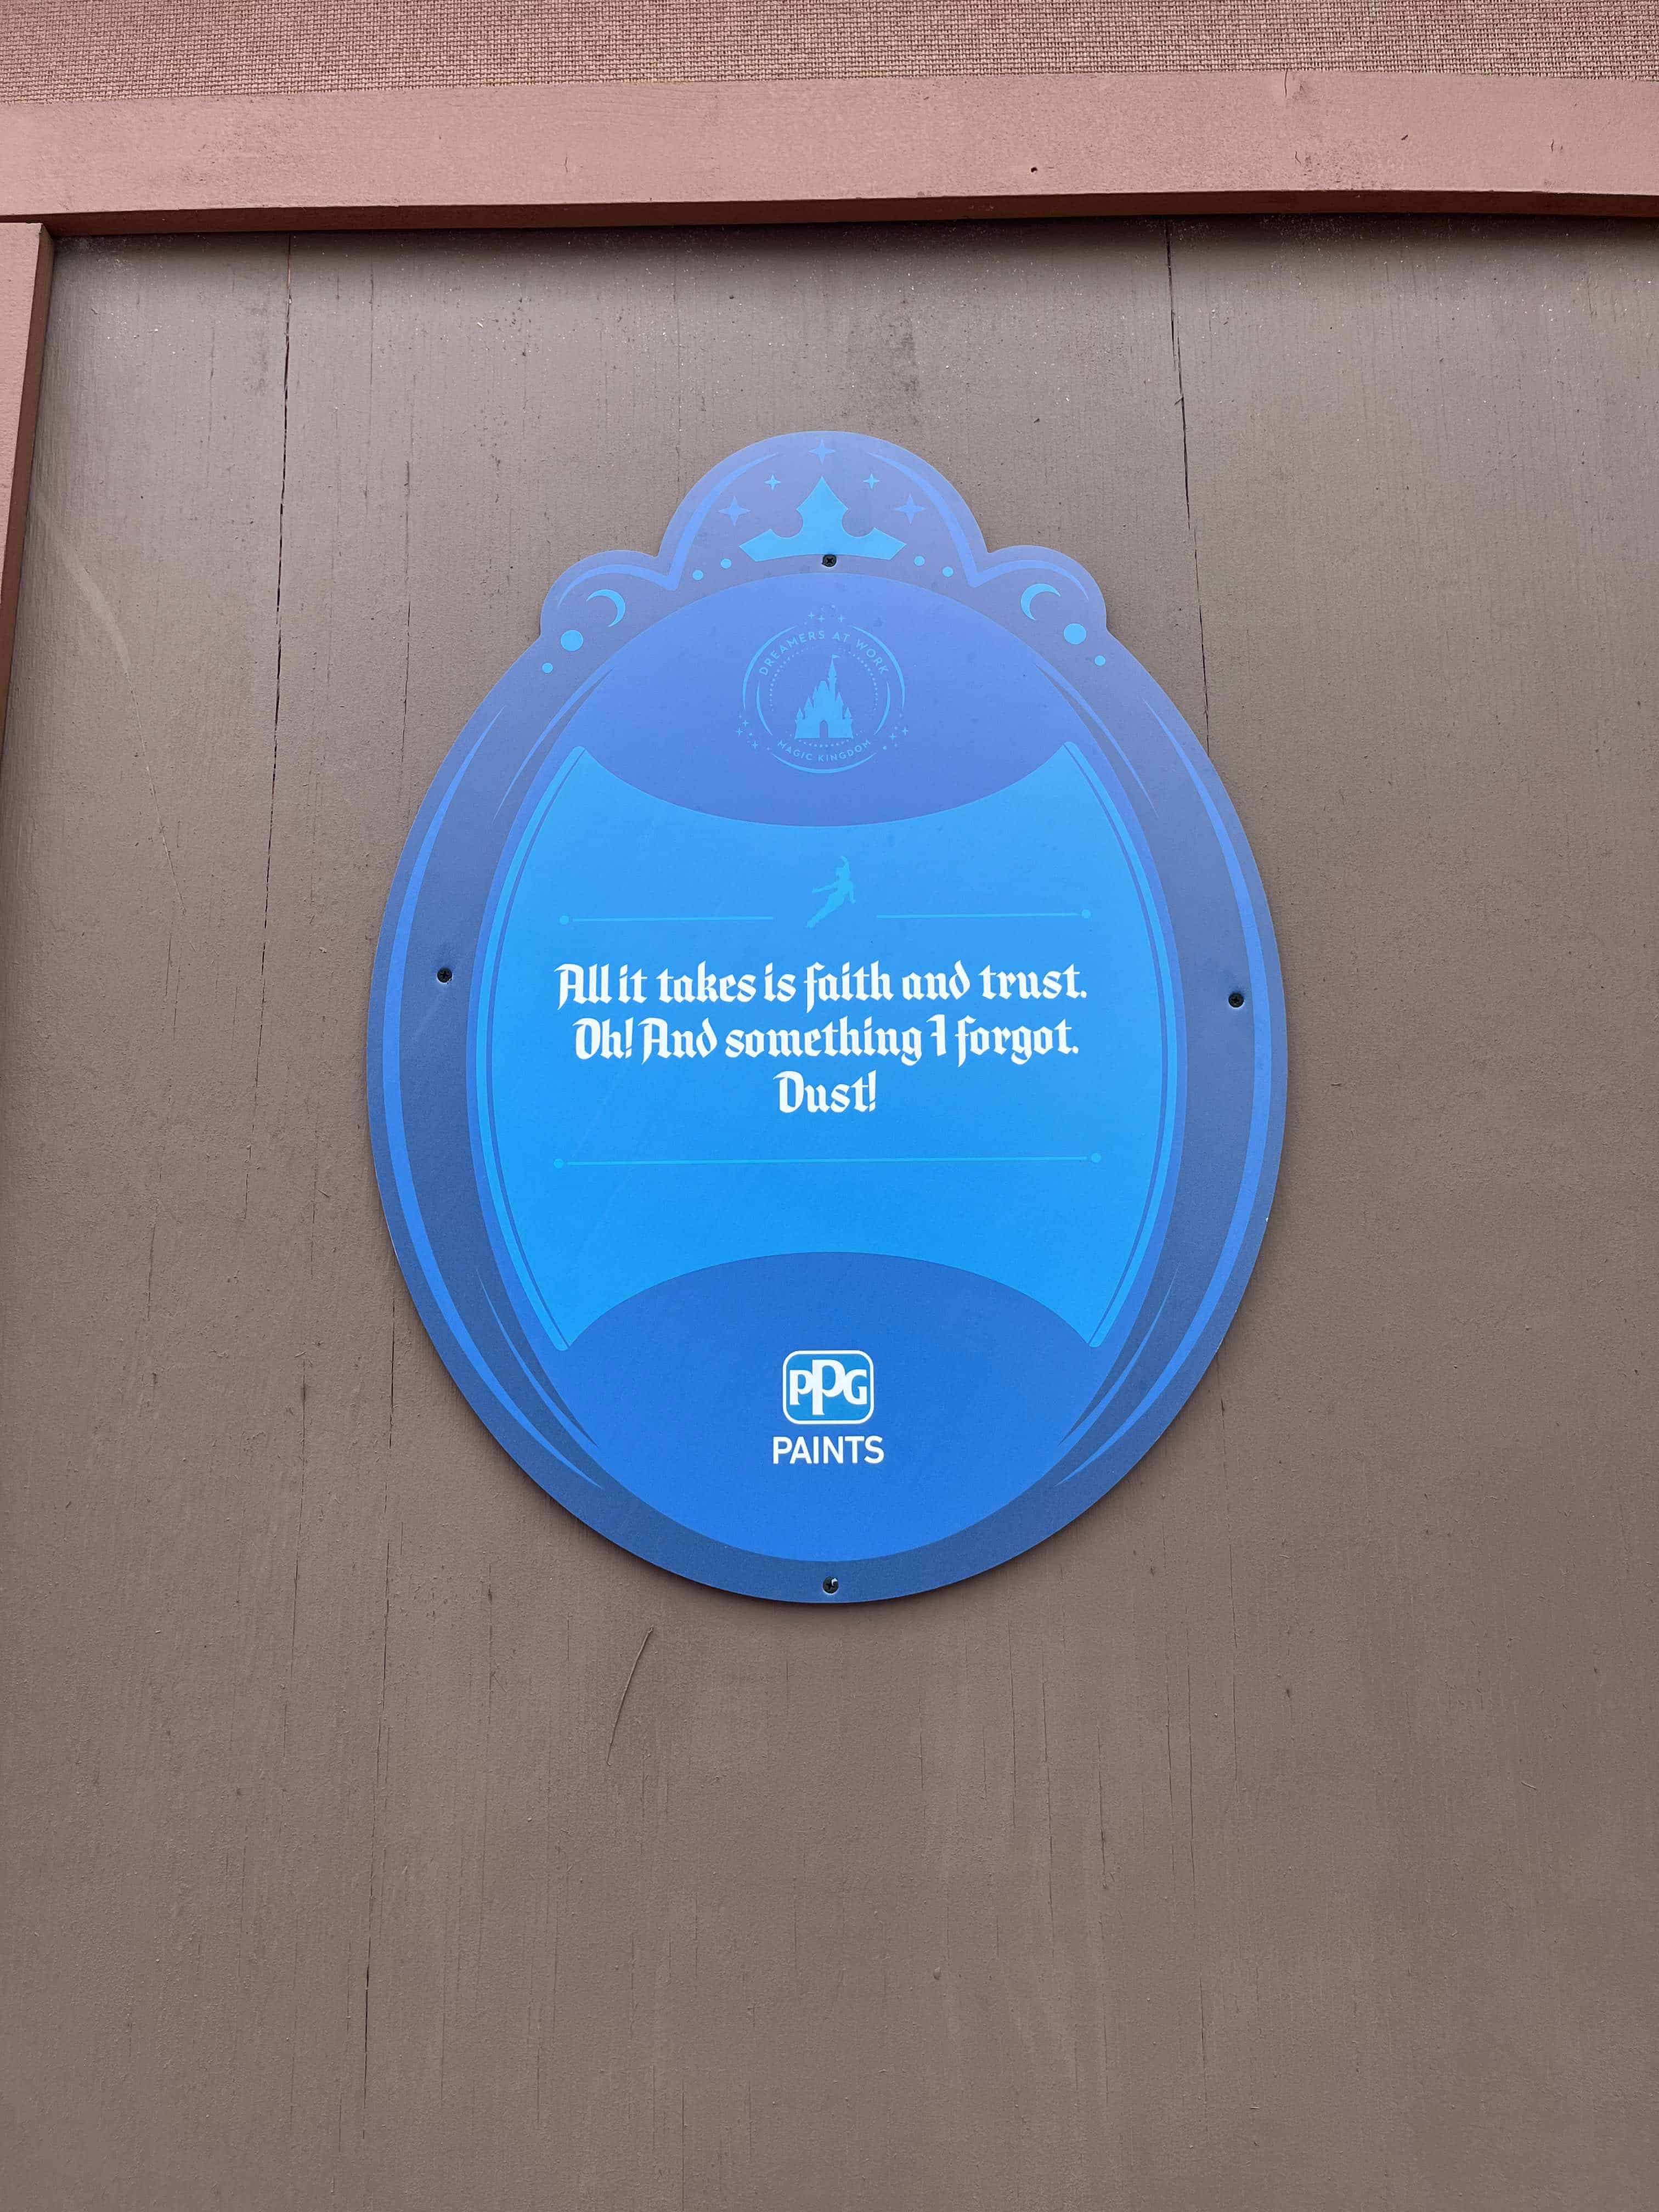 DREAMERS AT WORK
MAGIC KINGDOM
All it takes is faith and trust.
Oh! And something I forgot.
Dust!
PPG
PAINTS